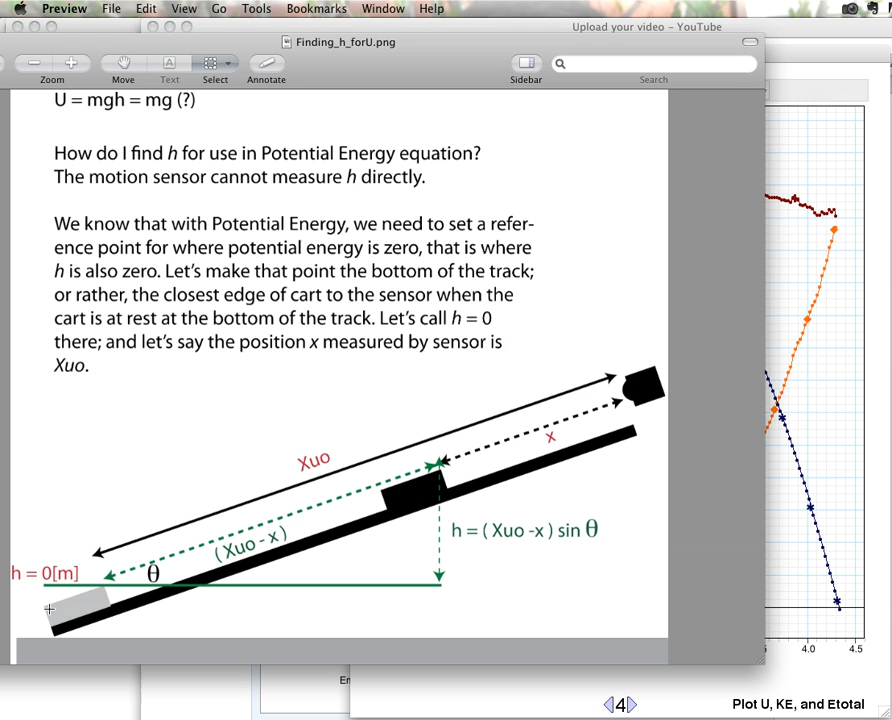 Preview File Edit View Go Tools Bookmarks Window Help
Upload your video – YouTube
Finding_h_forU.png
Zoom Move Text Select Annotate Sidebar Search
U = mgh = mg (?)
How do I find h for use in Potential Energy equation?
The motion sensor cannot measure h directly.
We know that with Potential Energy, we need to set a refer-
ence point for where potential energy is zero, that is where
h is also zero. Let's make that point the bottom of the track;
or rather, the closest edge of cart to the sensor when the
cart is at rest at the bottom of the track. Let's call h = 0
there; and let's say the position x measured by sensor is
Xuo.
Xuo
x
(Xuo - x)
h = ( Xuo -x ) sin θ
h = 0[m]
θ
4.0 4.5
4
Plot U, KE, and Etotal